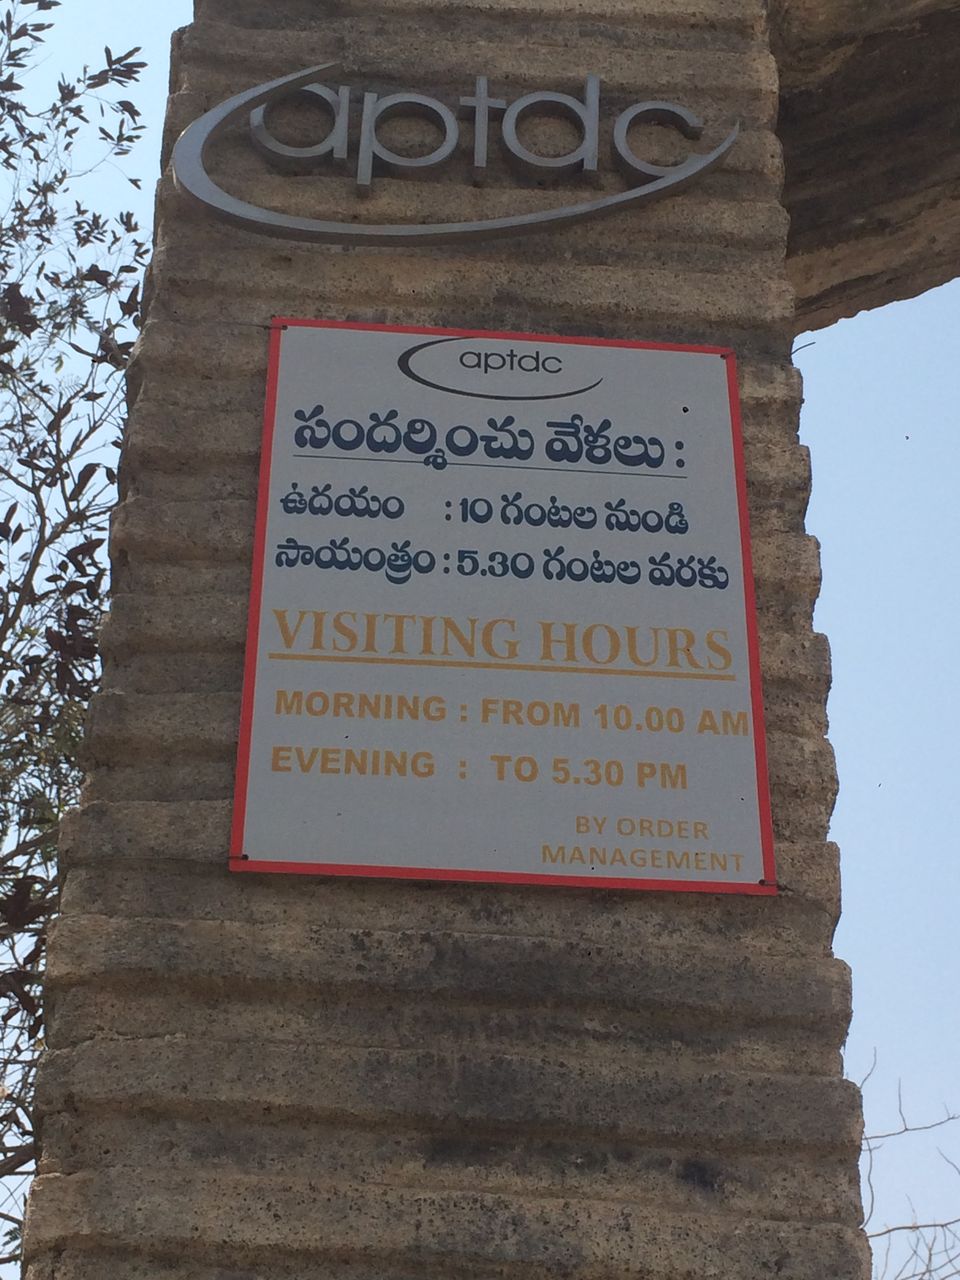 aptdc
aptdc
సందర్శించు వేళలు :
ఉదయం : 10 గంటల నుండి
సాయంత్రం : 5.30 గంటల వరకు
VISITING HOURS
MORNING : FROM 10.00 AM
EVENING : TO 5.30 PM
BY ORDER
MANAGEMENT